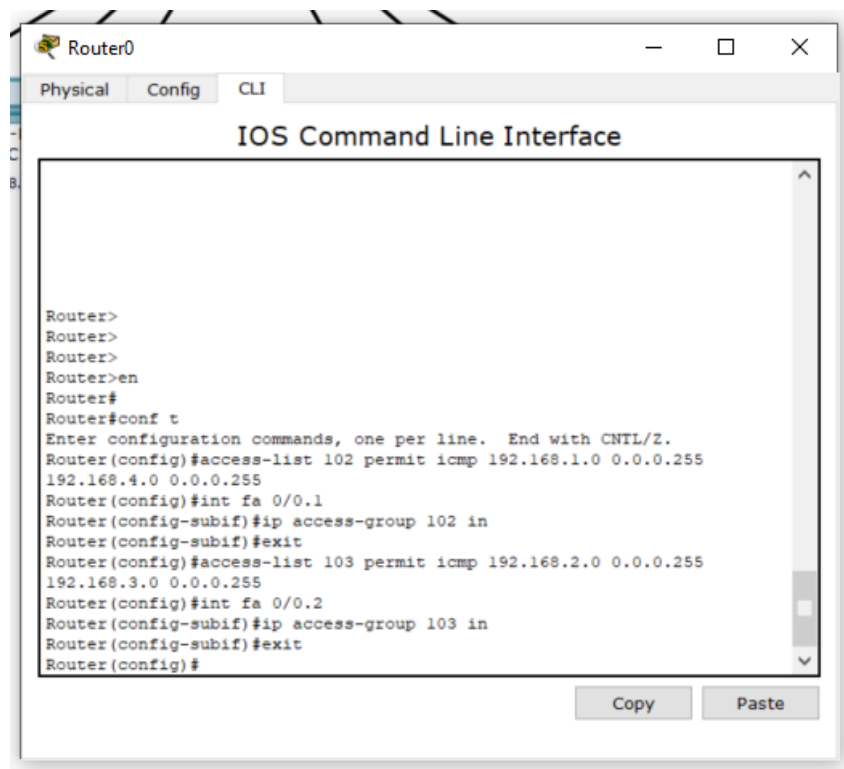 Router0
Physical Config CLI
IOS Command Line Interface
Router>
Router>
Router>
Router>en
Router#
Router#conf t
Enter configuration commands, one per line.  End with CNTL/Z.
Router(config)#access-list 102 permit icmp 192.168.1.0 0.0.0.255
192.168.4.0 0.0.0.255
Router(config)#int fa 0/0.1
Router(config-subif)#ip access-group 102 in
Router(config-subif)#exit
Router(config)#access-list 103 permit icmp 192.168.2.0 0.0.0.255
192.168.3.0 0.0.0.255
Router(config)#int fa 0/0.2
Router(config-subif)#ip access-group 103 in
Router(config-subif)#exit
Router(config)#
Copy Paste